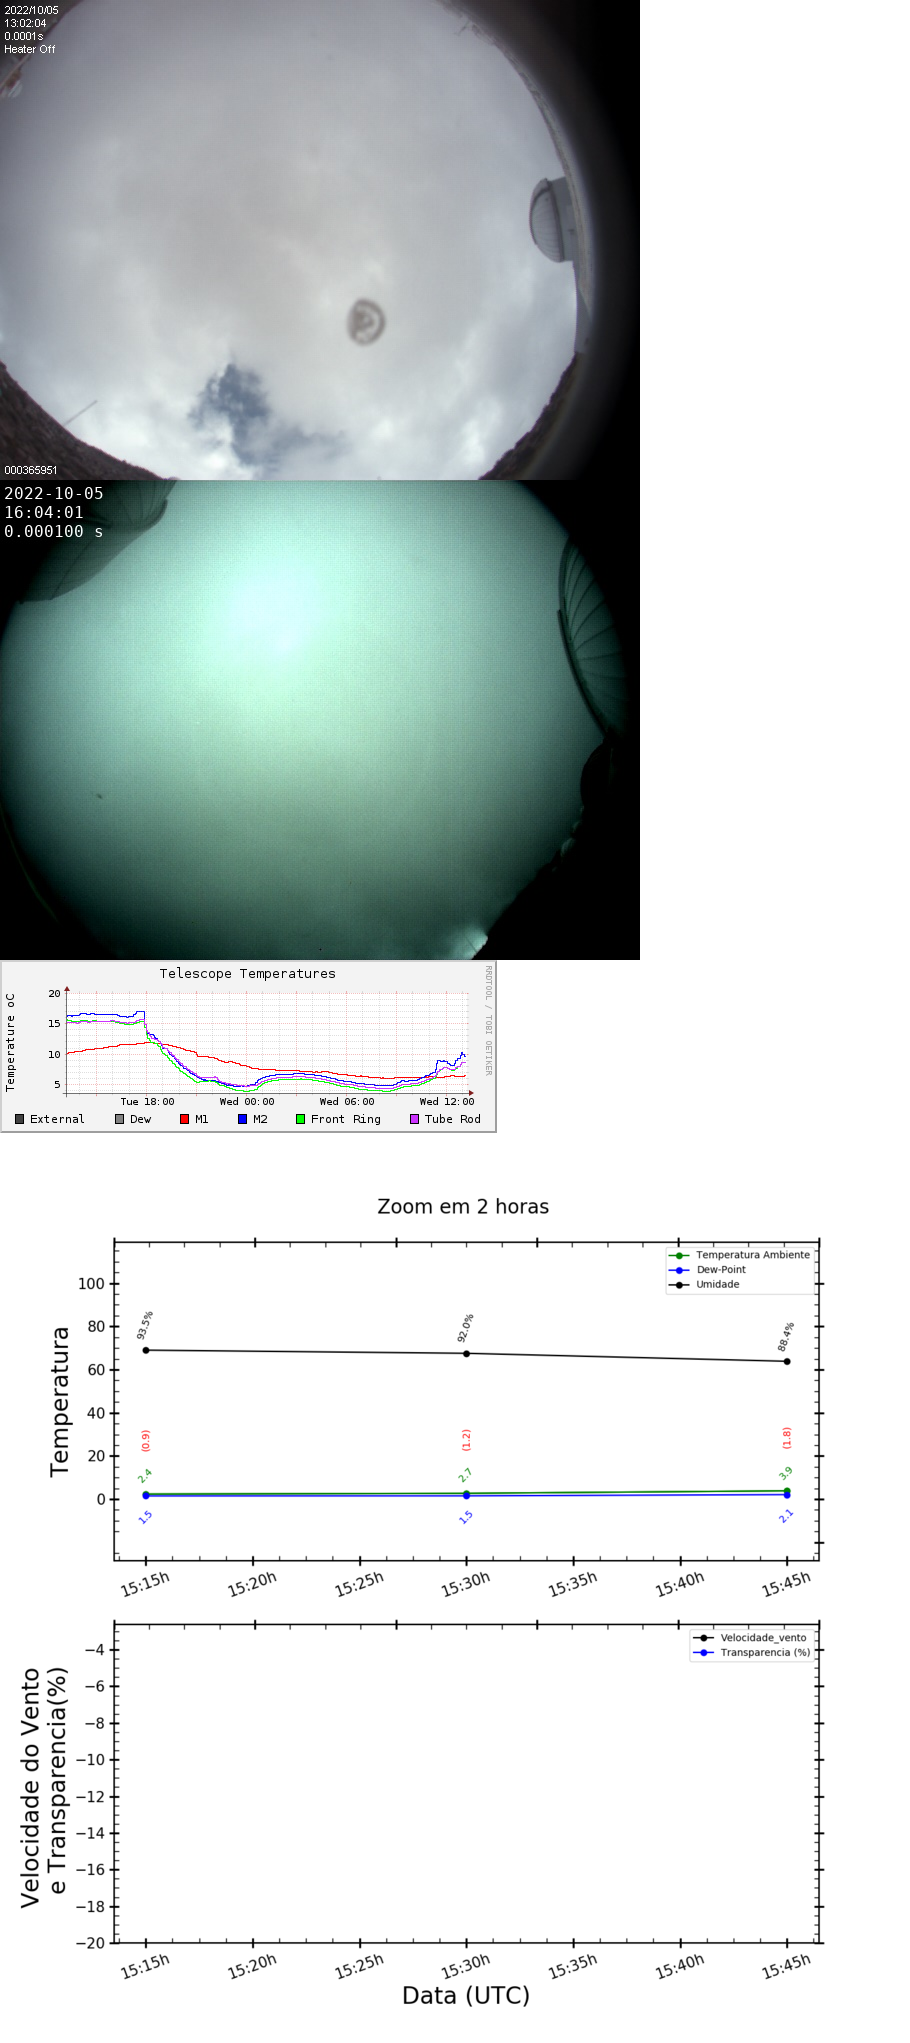 2022/10/05
13:02:04
0.0001s
Heater Off
000365951
2022-10-05
16:04:01
0.000100 s
Telescope Temperatures
RRDTOOL / TOBI OETIKER
Temperature oC
20
15
10
5
Tue 18:00 Wed 00:00 Wed 06:00 Wed 12:00
External Dew M1 M2 Front Ring Tube Rod
Zoom em 2 horas
Temperatura Ambiente
Dew-Point
Umidade
Temperatura
100
80
60
40
20
0
93.5% 92.0% 88.4%
(0.9) (1.2) (1.8)
2.4 2.7 3.9
1.5 1.5 2.1
15:15h 15:20h 15:25h 15:30h 15:35h 15:40h 15:45h
Velocidade_vento
Transparencia (%)
Velocidade do Vento
e Transparencia(%)
−4
−6
−8
−10
−12
−14
−16
−18
−20
15:15h 15:20h 15:25h 15:30h 15:35h 15:40h 15:45h
Data (UTC)